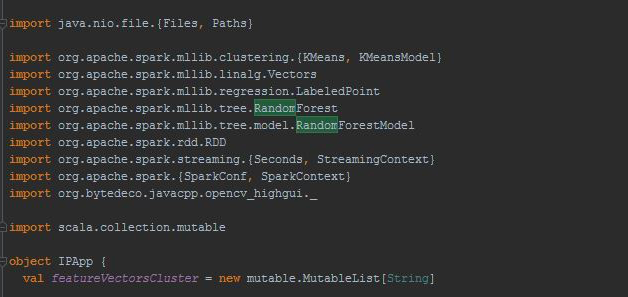 import java.nio.file.{Files, Paths}
import org.apache.spark.mllib.clustering.{KMeans, KMeansModel}
import org.apache.spark.mllib.linalg.Vectors
import org.apache.spark.mllib.regression.LabeledPoint
import org.apache.spark.mllib.tree.RandomForest
import org.apache.spark.mllib.tree.model.RandomForestModel
import org.apache.spark.rdd.RDD
import org.apache.spark.streaming.{Seconds, StreamingContext}
import org.apache.spark.{SparkConf, SparkContext}
import org.bytedeco.javacpp.opencv_highgui._
import scala.collection.mutable
object IPApp {
val featureVectorsCluster = new mutable.MutableList[String]